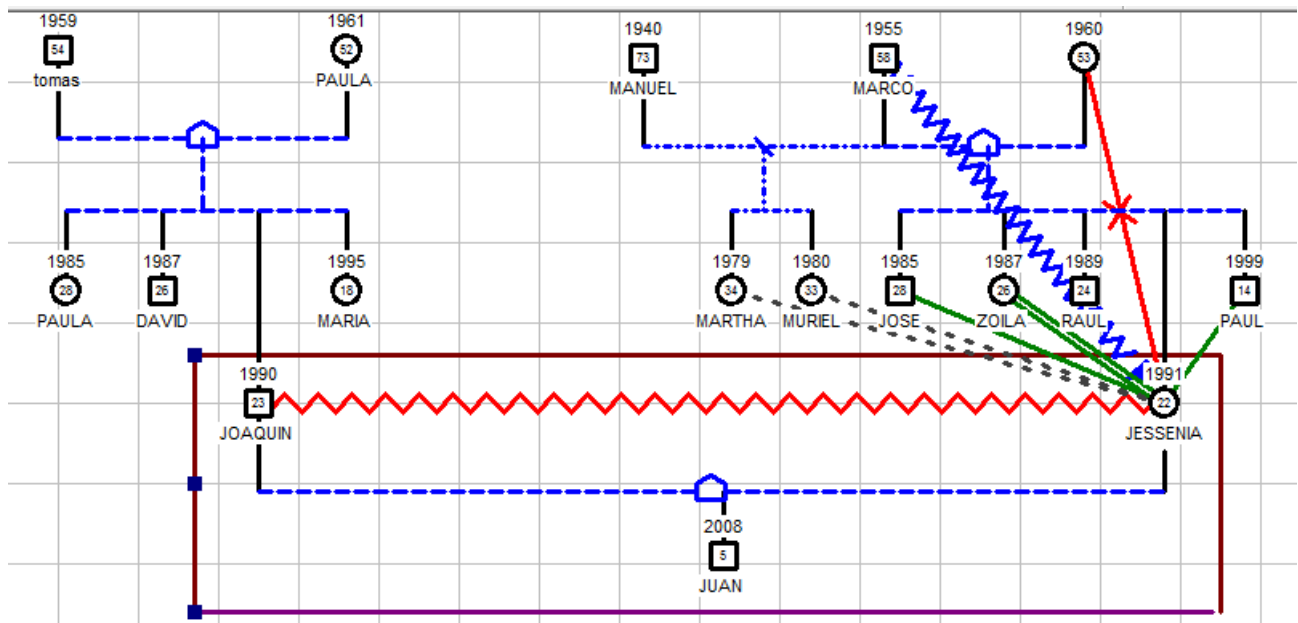 1959 1961 1940 1955 1960
54 52 73 58 53
tomas PAULA MANUEL MARCO
1985 1987 1995 1979 1980 1985 1987 1989 1999
28 26 18 34 33 28 26 24 14
PAULA DAVID MARIA MARTHA MURIEL JOSE ZOILA RAUL PAUL
1990 1991
23 22
JOAQUIN JESSENIA
2008
5
JUAN